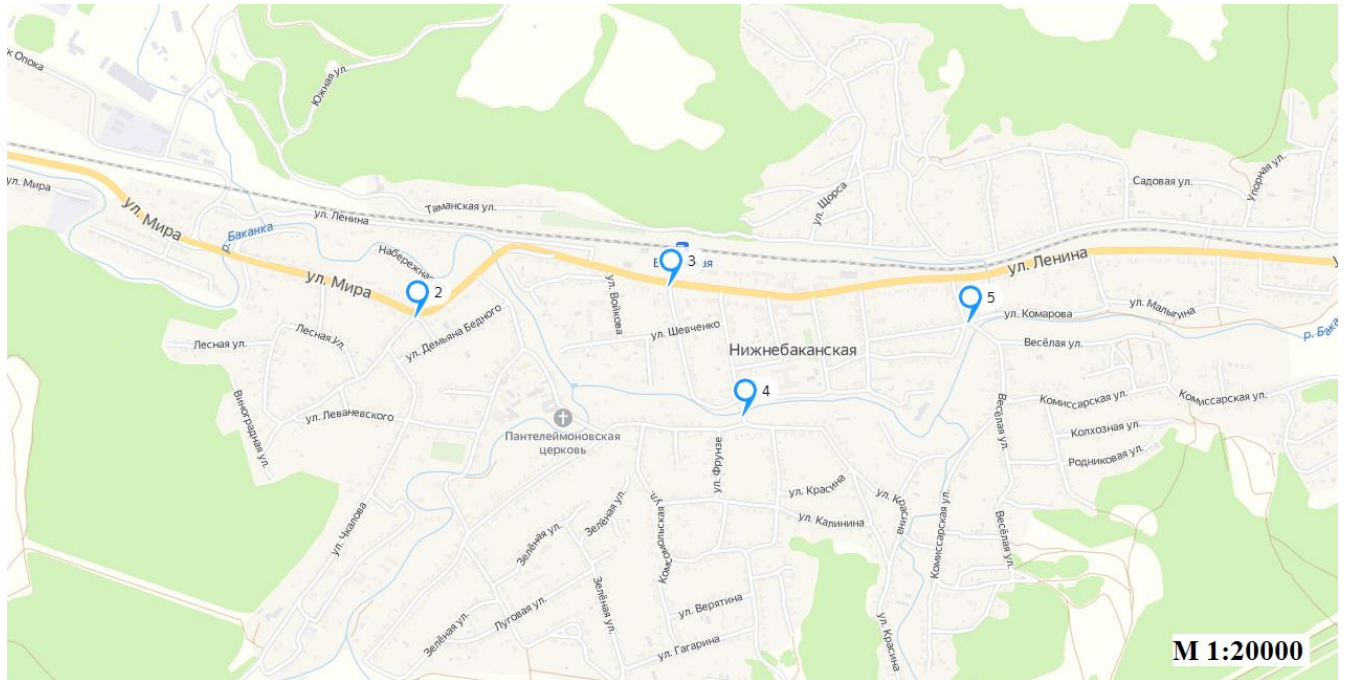 к Опока
Южная ул.
ул. Мира
ул. Мира
р. Баканка
ул. Ленина
Таманская ул.
ул. Щорса
Садовая ул.
Упорная ул.
Набережная
ул. Мира
2
3
ул. Войкова
ул. Ленина
5
ул. Комарова
ул. Малыгина
р. Бака
Лесная ул.
Лесная ул.
ул. Демьяна Бедного
ул. Шевченко
Нижнебаканская
Весёлая ул.
4
Виноградная ул.
ул. Леваневского
Пантелеймоновская
церковь
Весёлая ул.
Комиссарская ул.
Комиссарская ул.
Колхозная ул.
Родниковая ул.
ул. Фрунзе
ул. Красина
ул. Красина
ул. Калинина
Комсомольская ул.
Зелёная ул.
Зелёная ул.
ул. Чкалова
Комиссарская ул.
Весёлая ул.
Зелёная ул.
Луговая ул.
Зелёная ул.
ул. Верятина
ул. Гагарина
ул. Красина
М 1:20000